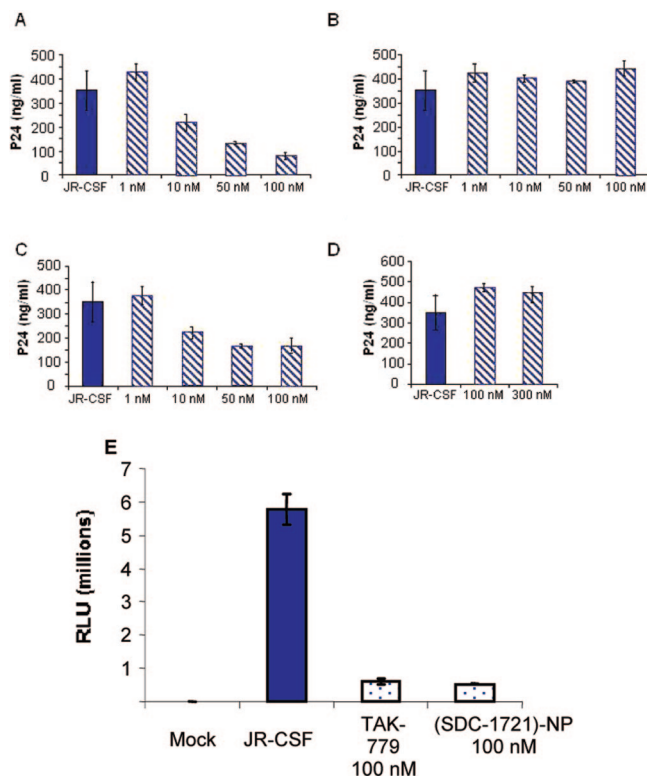 A
P24 (ng/ml)
500
400
300
200
100
0
JR-CSF 1 nM 10 nM 50 nM 100 nM
B
P24 (ng/ml)
500
400
300
200
100
0
JR-CSF 1 nM 10 nM 50 nM 100 nM
C
P24 (ng/ml)
500
400
300
200
100
0
JR-CSF 1 nM 10 nM 50 nM 100 nM
D
P24 (ng/ml)
600
500
400
300
200
100
0
JR-CSF 100 nM 300 nM
E
RLU (millions)
7
6
5
4
3
2
1
Mock JR-CSF TAK-779 100 nM (SDC-1721)-NP 100 nM